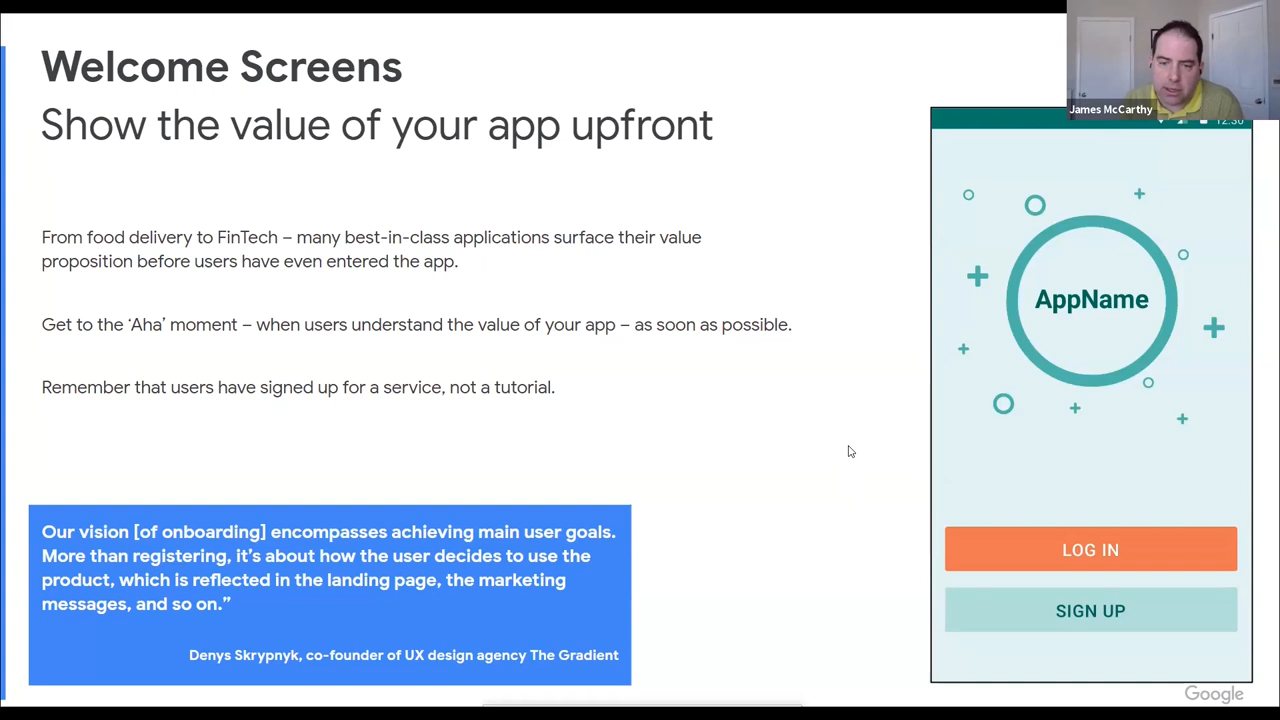 Welcome Screens
Show the value of your app upfront
From food delivery to FinTech – many best-in-class applications surface their value
proposition before users have even entered the app.
Get to the ‘Aha’ moment – when users understand the value of your app – as soon as possible.
Remember that users have signed up for a service, not a tutorial.
Our vision [of onboarding] encompasses achieving main user goals.
More than registering, it’s about how the user decides to use the
product, which is reflected in the landing page, the marketing
messages, and so on.”
Denys Skrypnyk, co-founder of UX design agency The Gradient
James McCarthy
12:30
AppName
LOG IN
SIGN UP
Google